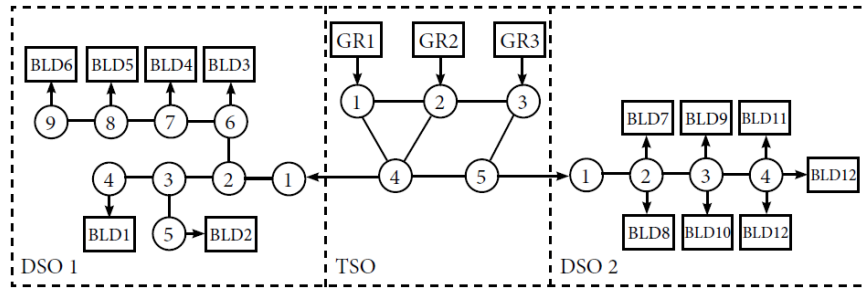 GR1 GR2 GR3
BLD6 BLD5 BLD4 BLD3
1 2 3
9 8 7 6
BLD7 BLD9 BLD11
4 3 2 1
4 5
1 2 3 4 BLD12
BLD1 5 BLD2
BLD8 BLD10 BLD12
DSO 1 TSO DSO 2